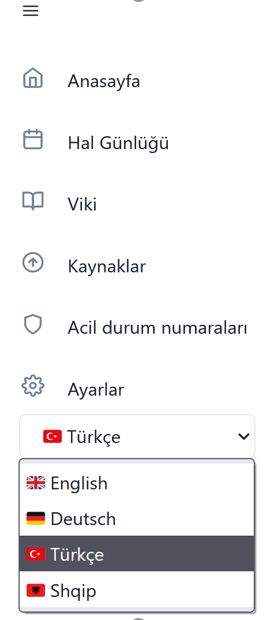 Anasayfa
Hal Günlüğü
Viki
Kaynaklar
Acil durum numaraları
Ayarlar
Türkçe
English
Deutsch
Türkçe
Shqip